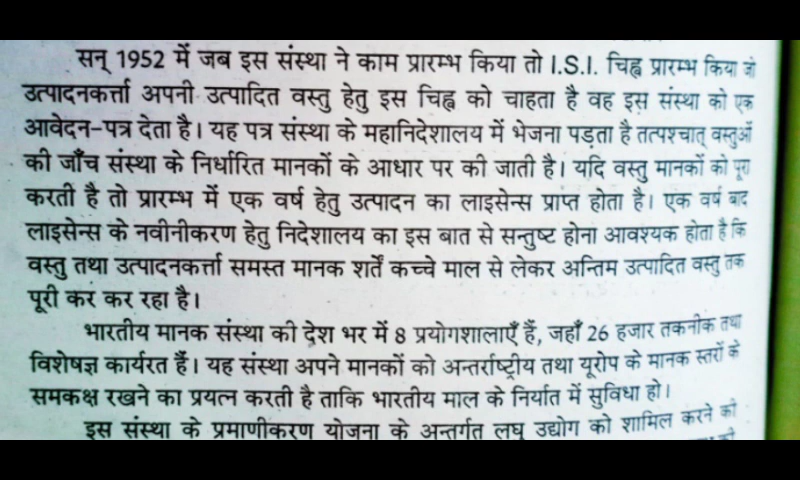 सन् 1952 में जब इस संस्था ने काम प्रारम्भ किया तो I.S.I. चिह्न प्रारम्भ किया जो
उत्पादनकर्त्ता अपनी उत्पादित वस्तु हेतु इस चिह्न को चाहता है वह इस संस्था को एक
आवेदन-पत्र देता है। यह पत्र संस्था के महानिदेशालय में भेजना पड़ता है तत्पश्चात् वस्तुओं
की जाँच संस्था के निर्धारित मानकों के आधार पर की जाती है। यदि वस्तु मानकों को पूरा
करती है तो प्रारम्भ में एक वर्ष हेतु उत्पादन का लाइसेन्स प्राप्त होता है। एक वर्ष बाद
लाइसेन्स के नवीनीकरण हेतु निदेशालय का इस बात से सन्तुष्ट होना आवश्यक होता है कि
वस्तु तथा उत्पादनकर्त्ता समस्त मानक शर्तें कच्चे माल से लेकर अन्तिम उत्पादित वस्तु तक
पूरी कर कर रहा है।
भारतीय मानक संस्था की देश भर में 8 प्रयोगशालाएँ हैं, जहाँ 26 हजार तकनीक तथा
विशेषज्ञ कार्यरत हैं। यह संस्था अपने मानकों को अन्तर्राष्ट्रीय तथा यूरोप के मानक स्तरों के
समकक्ष रखने का प्रयत्न करती है ताकि भारतीय माल के निर्यात में सुविधा हो।
इस संस्था के प्रमाणीकरण योजना के अन्तर्गत लघु उद्योग को शामिल करने की